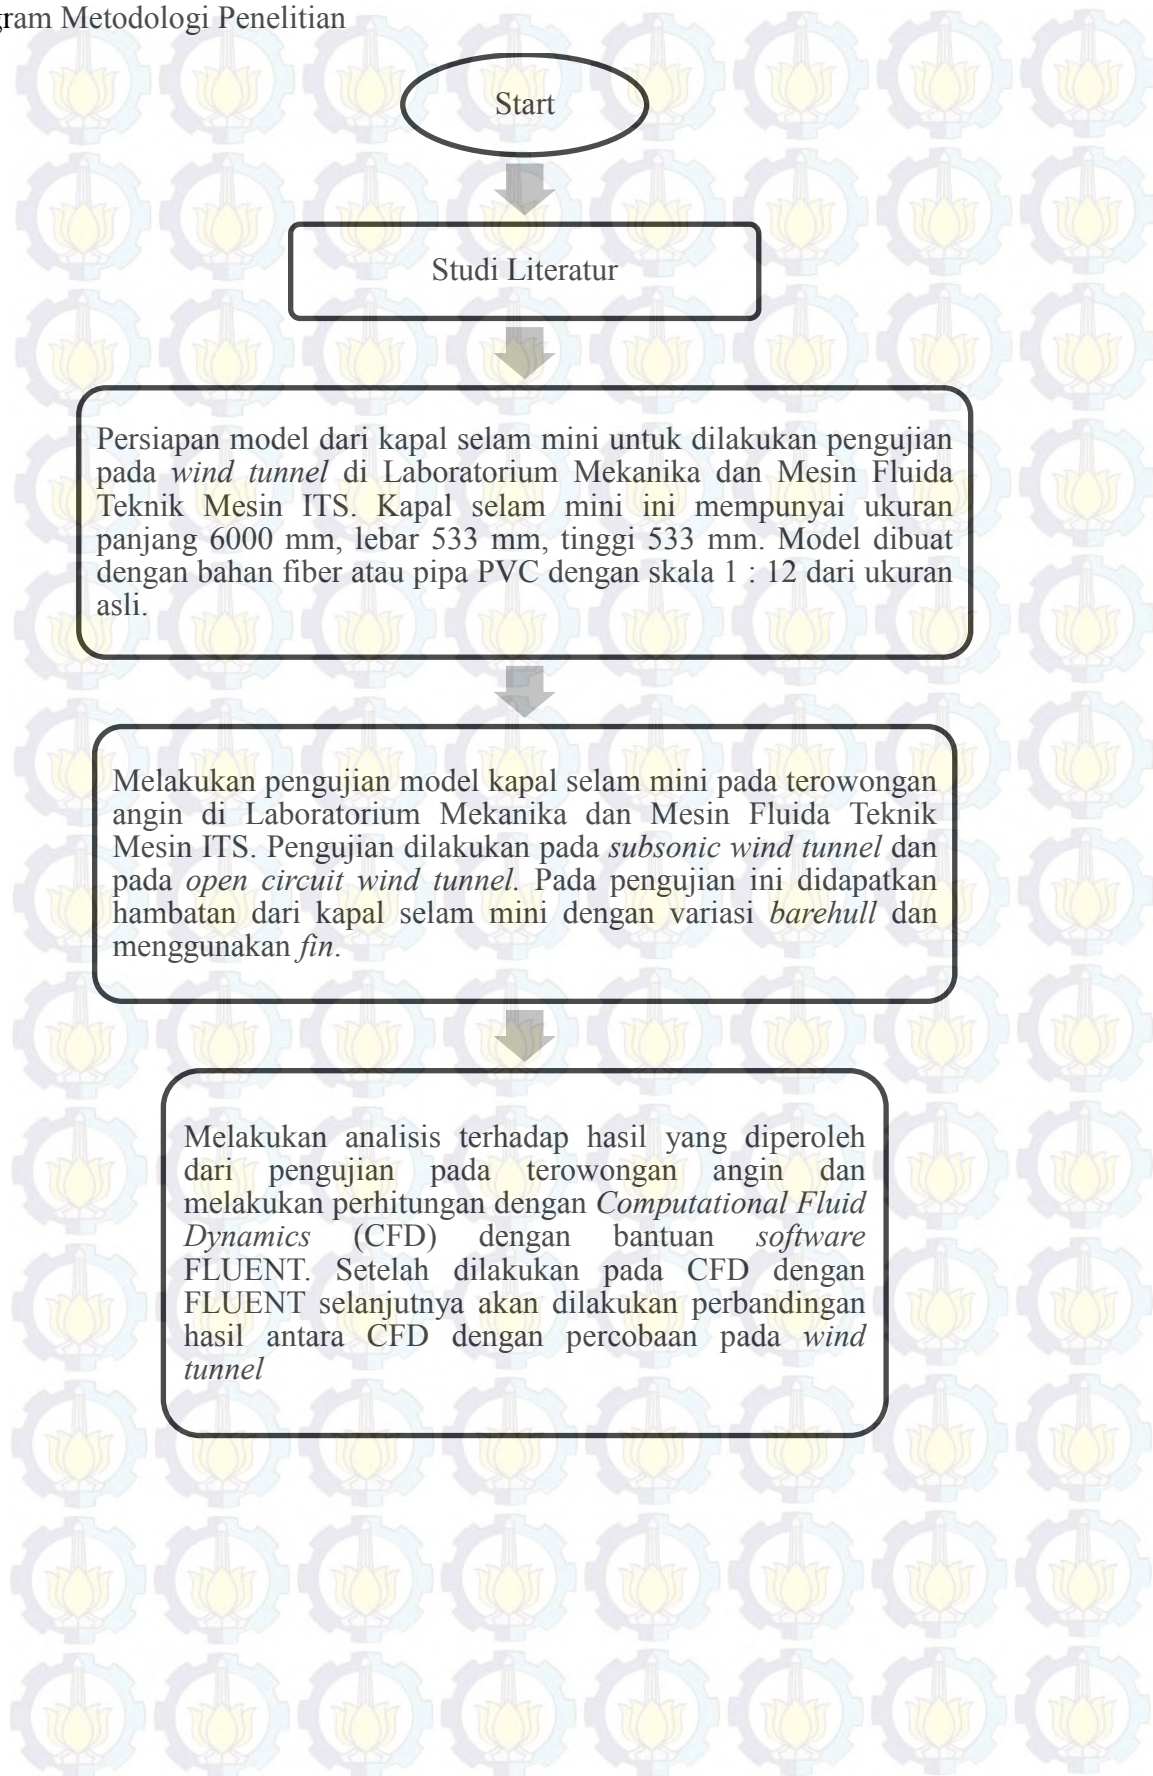 ram Metodologi Penelitian
Start
Studi Literatur
Persiapan model dari kapal selam mini untuk dilakukan pengujian
pada wind tunnel di Laboratorium Mekanika dan Mesin Fluida
Teknik Mesin ITS. Kapal selam mini ini mempunyai ukuran
panjang 6000 mm, lebar 533 mm, tinggi 533 mm. Model dibuat
dengan bahan fiber atau pipa PVC dengan skala 1 : 12 dari ukuran
asli.
Melakukan pengujian model kapal selam mini pada terowongan
angin di Laboratorium Mekanika dan Mesin Fluida Teknik
Mesin ITS. Pengujian dilakukan pada subsonic wind tunnel dan
pada open circuit wind tunnel. Pada pengujian ini didapatkan
hambatan dari kapal selam mini dengan variasi barehull dan
menggunakan fin.
Melakukan analisis terhadap hasil yang diperoleh
dari pengujian pada terowongan angin dan
melakukan perhitungan dengan Computational Fluid
Dynamics (CFD) dengan bantuan software
FLUENT. Setelah dilakukan pada CFD dengan
FLUENT selanjutnya akan dilakukan perbandingan
hasil antara CFD dengan percobaan pada wind
tunnel